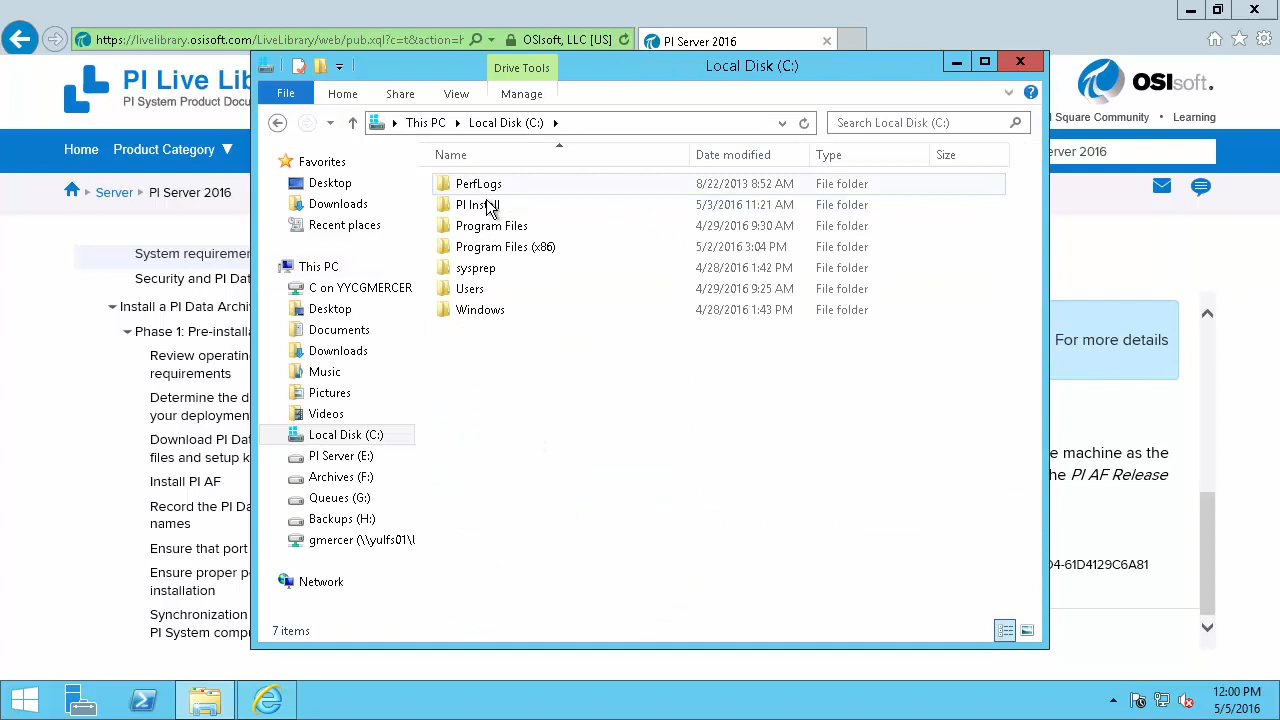 https://livelibrary.osisoft.com/LiveLibrary/web/pub.xql?c=t&action=
OSIsoft, LLC [US]
PI Server 2016
PI Live Lib
PI System Product Docu
OSIsoft.
Square Community
Learning
Home
Product Category
erver 2016
Server
PI Server 2016
System requiremen
Security and PI Dat
Install a PI Data Archi
Phase 1: Pre-installa
Review operatin
requirements
Determine the d
your deploymen
Download PI Dat
files and setup k
Install PI AF
Record the PI Da
names
Ensure that port
Ensure proper p
installation
Synchronization
PI System compu
For more details
e machine as the
he PI AF Release
04-61D4129C6A81
Drive Tools
Local Disk (C:)
File
Home
Share
View
Manage
This PC
Local Disk (C:)
Search Local Disk (C:)
Favorites
Desktop
Downloads
Recent places
This PC
C on YYCGMERCER
Desktop
Documents
Downloads
Music
Pictures
Videos
Local Disk (C:)
PI Server (E:)
Archives (F:)
Queues (G:)
Backups (H:)
gmercer (\\yulfs01\
Network
Name
Date modified
Type
Size
PerfLogs
8/22/2013 8:52 AM
File folder
PI Install
5/3/2016 11:21 AM
File folder
Program Files
4/29/2016 9:30 AM
File folder
Program Files (x86)
5/2/2016 3:04 PM
File folder
sysprep
4/28/2016 1:42 PM
File folder
Users
4/29/2016 9:25 AM
File folder
Windows
4/28/2016 1:43 PM
File folder
7 items
12:00 PM
5/5/2016